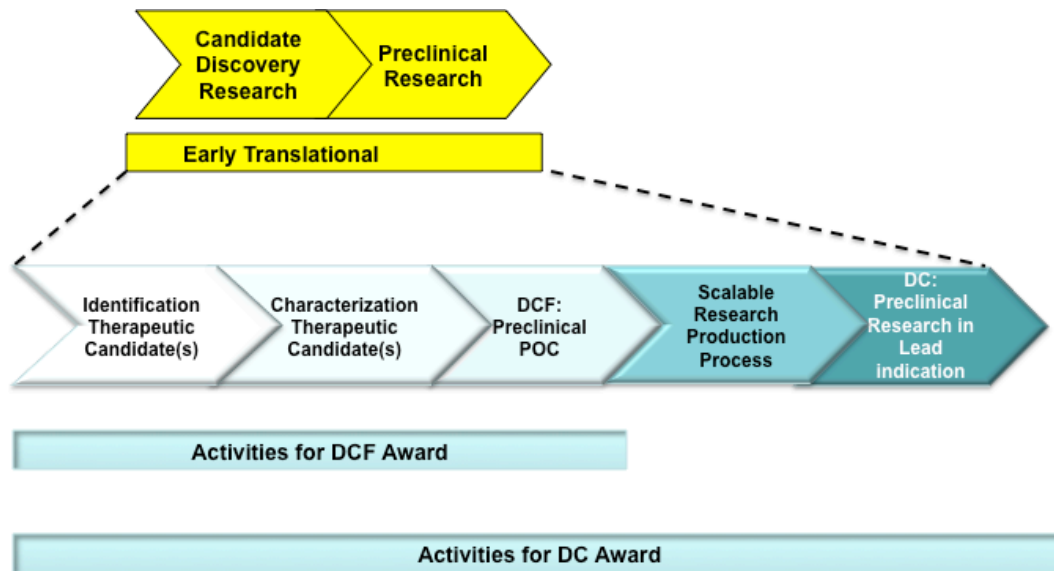 Candidate
Discovery
Research
Preclinical
Research
Early Translational
Identification
Therapeutic
Candidate(s)
Characterization
Therapeutic
Candidate(s)
DCF:
Preclinical
POC
Scalable
Research
Production
Process
DC:
Preclinical
Research in
Lead
indication
Activities for DCF Award
Activities for DC Award